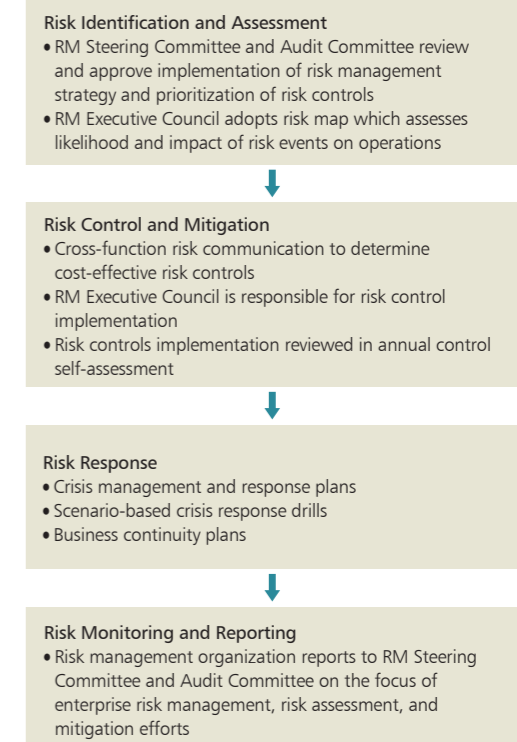 Risk Identification and Assessment
• RM Steering Committee and Audit Committee review
and approve implementation of risk management
strategy and prioritization of risk controls
• RM Executive Council adopts risk map which assesses
likelihood and impact of risk events on operations
Risk Control and Mitigation
• Cross-function risk communication to determine
cost-effective risk controls
• RM Executive Council is responsible for risk control
implementation
• Risk controls implementation reviewed in annual control
self-assessment
Risk Response
• Crisis management and response plans
• Scenario-based crisis response drills
• Business continuity plans
Risk Monitoring and Reporting
• Risk management organization reports to RM Steering
Committee and Audit Committee on the focus of
enterprise risk management, risk assessment, and
mitigation efforts